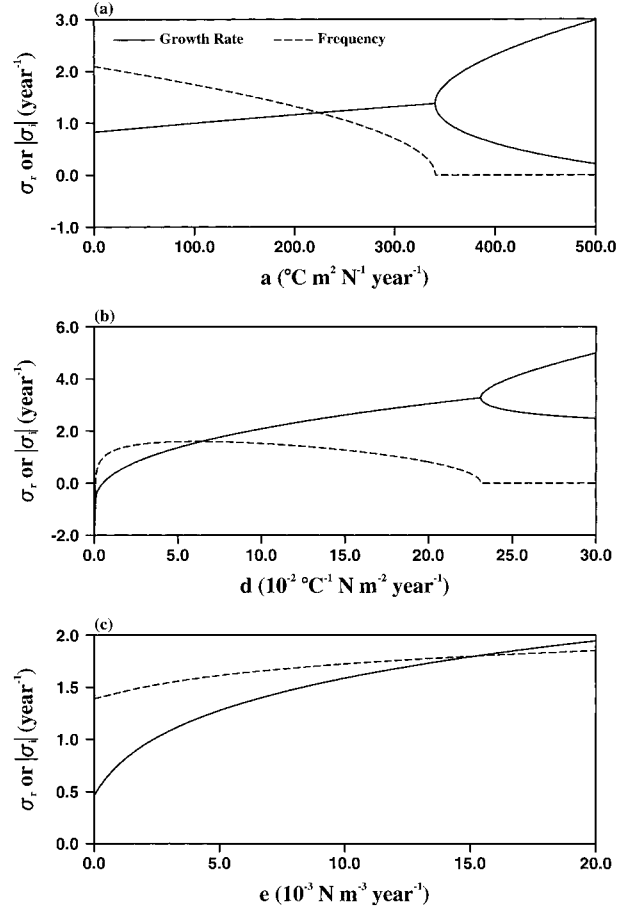 (a)
3.0
2.0
1.0
0.0
-1.0
Growth Rate
Frequency
σr or |σi| (year-1)
0.0 100.0 200.0 300.0 400.0 500.0
a (°C m2 N-1 year-1)
(b)
6.0
4.0
2.0
0.0
-2.0
σr or |σi| (year-1)
0.0 5.0 10.0 15.0 20.0 25.0 30.0
d (10-2 °C-1 N m-2 year-1)
(c)
2.0
1.5
1.0
0.5
0.0
σr or |σi| (year-1)
0.0 5.0 10.0 15.0 20.0
e (10-3 N m-3 year-1)